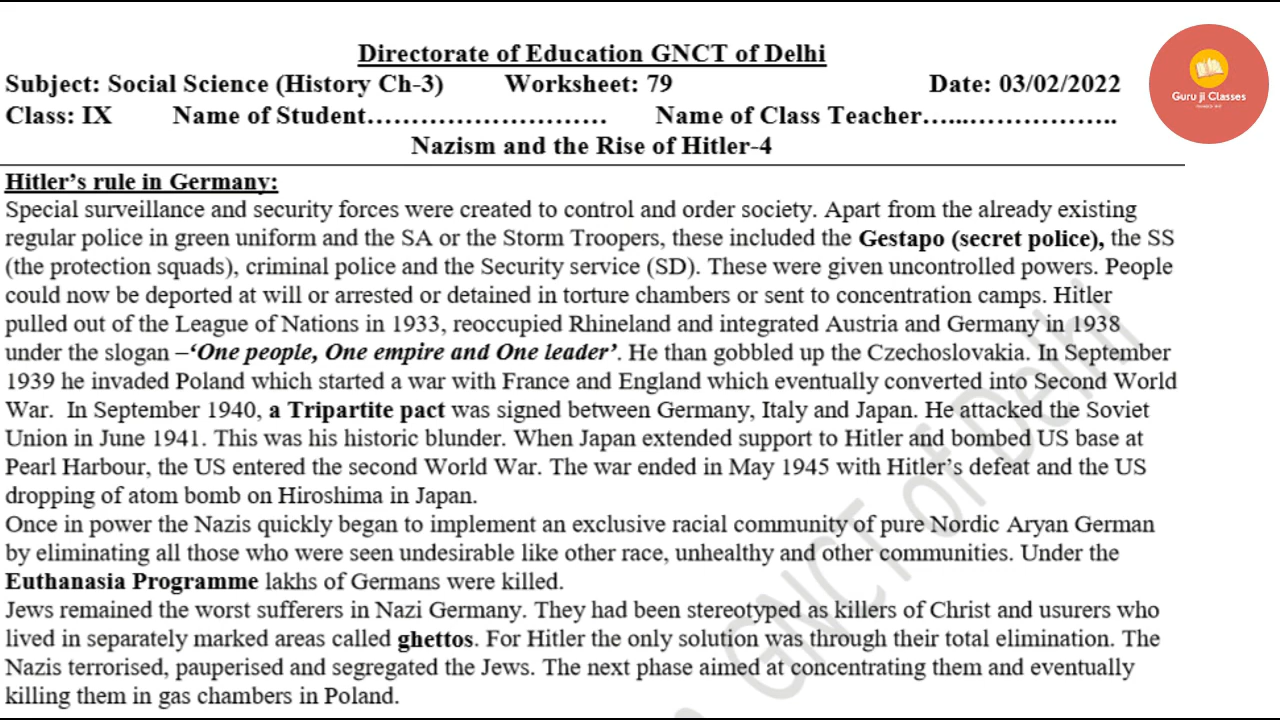 Directorate of Education GNCT of Delhi
Subject: Social Science (History Ch-3) Worksheet: 79 Date: 03/02/2022
Guru ji Classes
Class: IX Name of Student……………………… Name of Class Teacher…...……………..
Nazism and the Rise of Hitler-4
Hitler’s rule in Germany:
Special surveillance and security forces were created to control and order society. Apart from the already existing
regular police in green uniform and the SA or the Storm Troopers, these included the Gestapo (secret police), the SS
(the protection squads), criminal police and the Security service (SD). These were given uncontrolled powers. People
could now be deported at will or arrested or detained in torture chambers or sent to concentration camps. Hitler
pulled out of the League of Nations in 1933, reoccupied Rhineland and integrated Austria and Germany in 1938
under the slogan –‘One people, One empire and One leader’. He than gobbled up the Czechoslovakia. In September
1939 he invaded Poland which started a war with France and England which eventually converted into Second World
War. In September 1940, a Tripartite pact was signed between Germany, Italy and Japan. He attacked the Soviet
Union in June 1941. This was his historic blunder. When Japan extended support to Hitler and bombed US base at
Pearl Harbour, the US entered the second World War. The war ended in May 1945 with Hitler’s defeat and the US
dropping of atom bomb on Hiroshima in Japan.
Once in power the Nazis quickly began to implement an exclusive racial community of pure Nordic Aryan German
by eliminating all those who were seen undesirable like other race, unhealthy and other communities. Under the
Euthanasia Programme lakhs of Germans were killed.
Jews remained the worst sufferers in Nazi Germany. They had been stereotyped as killers of Christ and usurers who
lived in separately marked areas called ghettos. For Hitler the only solution was through their total elimination. The
Nazis terrorised, pauperised and segregated the Jews. The next phase aimed at concentrating them and eventually
killing them in gas chambers in Poland.
GNCT of Delhi